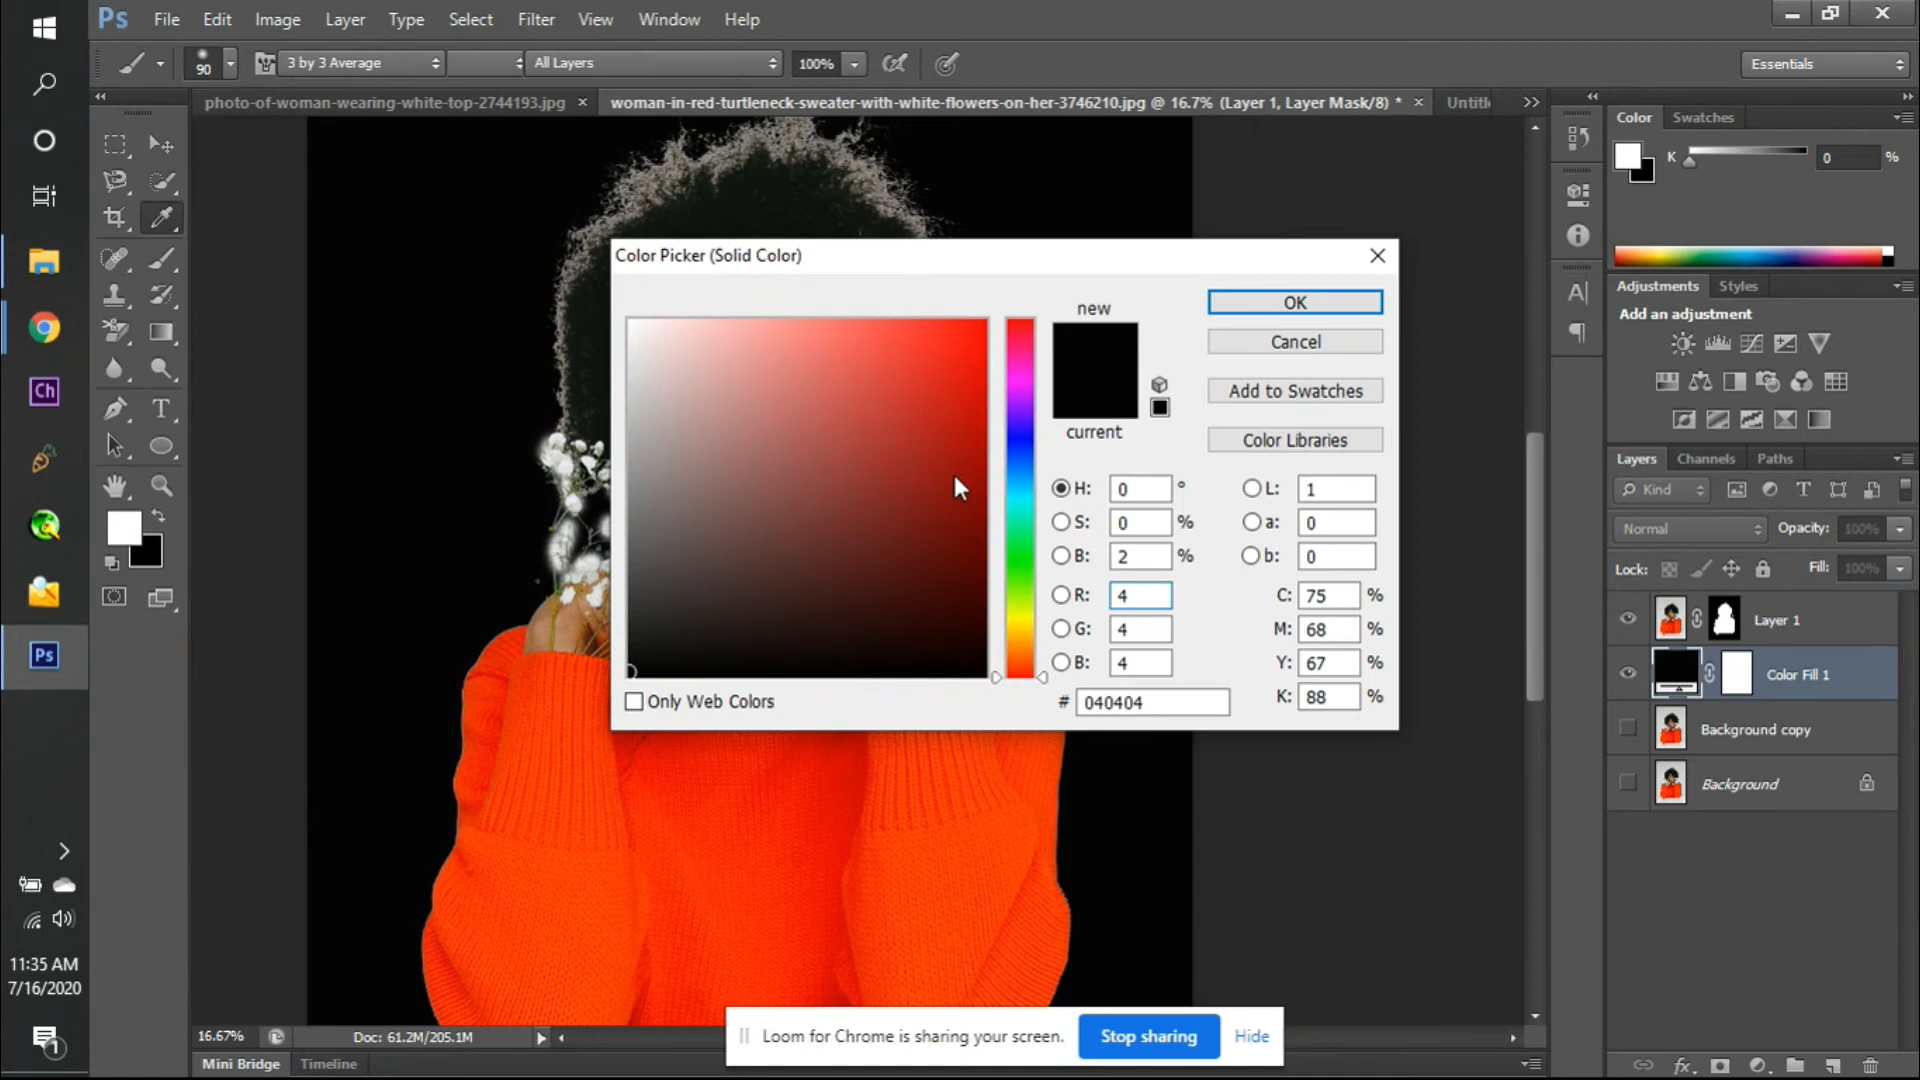 Ps File Edit Image Layer Type Select Filter View Window Help
90 3 by 3 Average All Layers 100% Essentials
photo-of-woman-wearing-white-top-2744193.jpg × woman-in-red-turtleneck-sweater-with-white-flowers-on-her-3746210.jpg @ 16.7% (Layer 1, Layer Mask/8) * × Untitl >>
Color Swatches
K 0 %
Adjustments Styles
Add an adjustment
Color Picker (Solid Color)
new
current
OK
Cancel
Add to Swatches
Color Libraries
H: 0 ° L: 1
S: 0 % a: 0
B: 2 % b: 0
R: 4 C: 75 %
G: 4 M: 68 %
B: 4 Y: 67 %
# 040404 K: 88 %
Only Web Colors
Layers Channels Paths
Kind
Normal Opacity: 100%
Lock: Fill: 100%
Layer 1
Color Fill 1
Background copy
Background
Ch
Ps
T
A
11:35 AM
7/16/2020
1
16.67% Doc: 61.2M/205.1M
Mini Bridge Timeline
Loom for Chrome is sharing your screen. Stop sharing Hide
fx